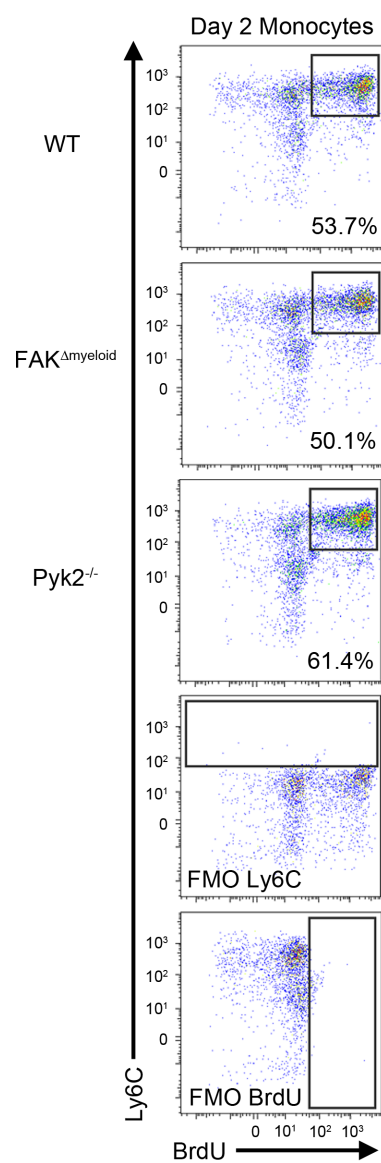 Day 2 Monocytes
10³
10²
10¹
0
WT
53.7%
10³
10²
10¹
0
FAK^Δmyeloid
50.1%
10³
10²
10¹
0
Pyk2^-/-
61.4%
10³
10²
10¹
0
FMO Ly6C
10³
10²
10¹
0
FMO BrdU
Ly6C
0 10¹ 10² 10³
BrdU